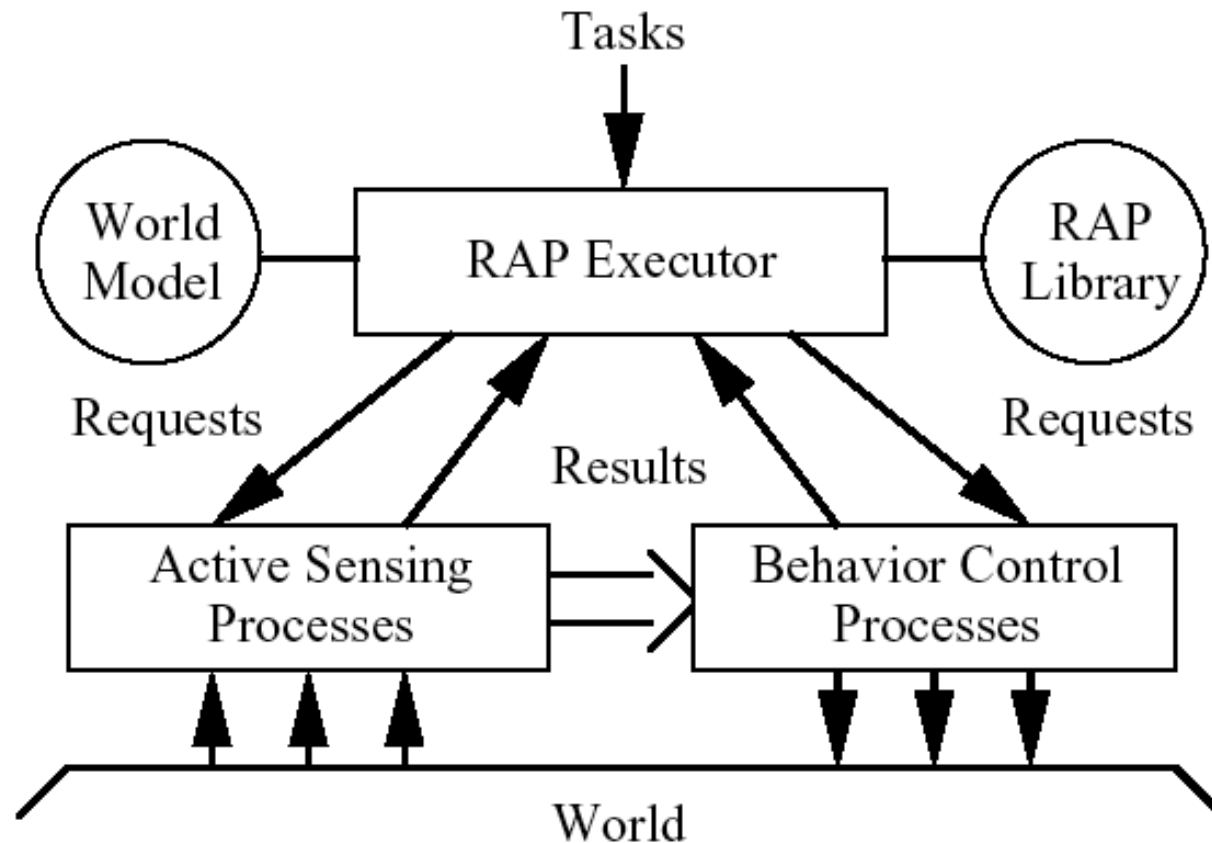 Tasks
World
Model
RAP Executor
RAP
Library
Requests
Results
Requests
Active Sensing
Processes
Behavior Control
Processes
World